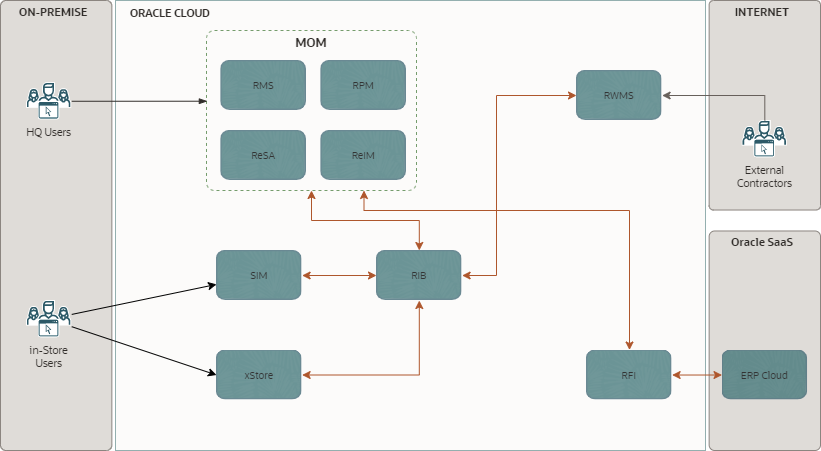 ON-PREMISE
ORACLE CLOUD
INTERNET
MOM
RMS
RPM
RWMS
HQ Users
ReSA
ReIM
External
Contractors
Oracle SaaS
SIM
RIB
in-Store
Users
xStore
RFI
ERP Cloud